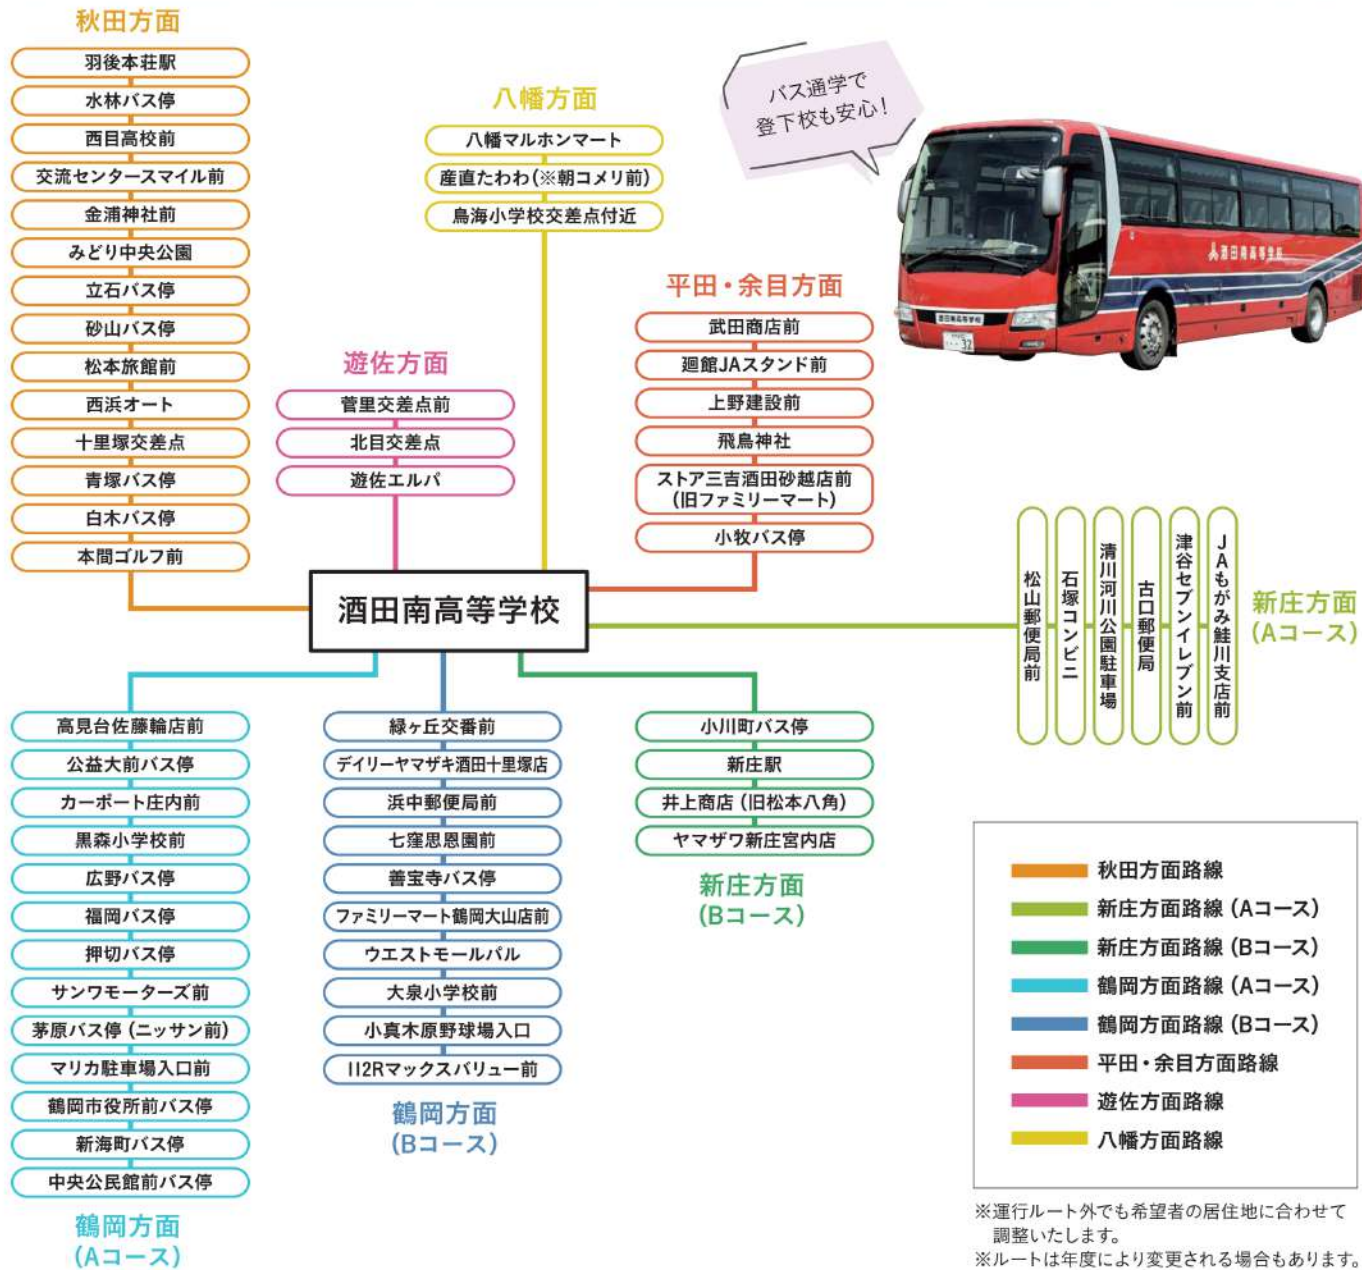 秋田方面
羽後本荘駅
水林バス停
西目高校前
交流センタースマイル前
金浦神社前
みどり中央公園
立石バス停
砂山バス停
松本旅館前
西浜オート
十里塚交差点
青塚バス停
白木バス停
本間ゴルフ前
遊佐方面
菅里交差点前
北目交差点
遊佐エルパ
八幡方面
八幡マルホンマート
産直たわわ(※朝コメリ前)
鳥海小学校交差点付近
バス通学で
登下校も安心!
酒田南高等学校
酒田南高等学校
32
平田・余目方面
武田商店前
廻館JAスタンド前
上野建設前
飛鳥神社
ストア三吉酒田砂越店前
(旧ファミリーマート)
小牧バス停
酒田南高等学校
松山郵便局前
石塚コンビニ
清川河川公園駐車場
古口郵便局
津谷セブンイレブン前
JAもがみ鮭川支店前
新庄方面
(Aコース)
高見台佐藤輪店前
公益大前バス停
カーポート庄内前
黒森小学校前
広野バス停
福岡バス停
押切バス停
サンワモーターズ前
茅原バス停(ニッサン前)
マリカ駐車場入口前
鶴岡市役所前バス停
新海町バス停
中央公民館前バス停
鶴岡方面
(Aコース)
緑ヶ丘交番前
デイリーヤマザキ酒田十里塚店
浜中郵便局前
七窪思恩園前
善宝寺バス停
ファミリーマート鶴岡大山店前
ウエストモールパル
大泉小学校前
小真木原野球場入口
112Rマックスバリュー前
鶴岡方面
(Bコース)
小川町バス停
新庄駅
井上商店(旧松本八角)
ヤマザワ新庄宮内店
新庄方面
(Bコース)
秋田方面路線
新庄方面路線(Aコース)
新庄方面路線(Bコース)
鶴岡方面路線(Aコース)
鶴岡方面路線(Bコース)
平田・余目方面路線
遊佐方面路線
八幡方面路線
※運行ルート外でも希望者の居住地に合わせて
調整いたします。
※ルートは年度により変更される場合もあります。